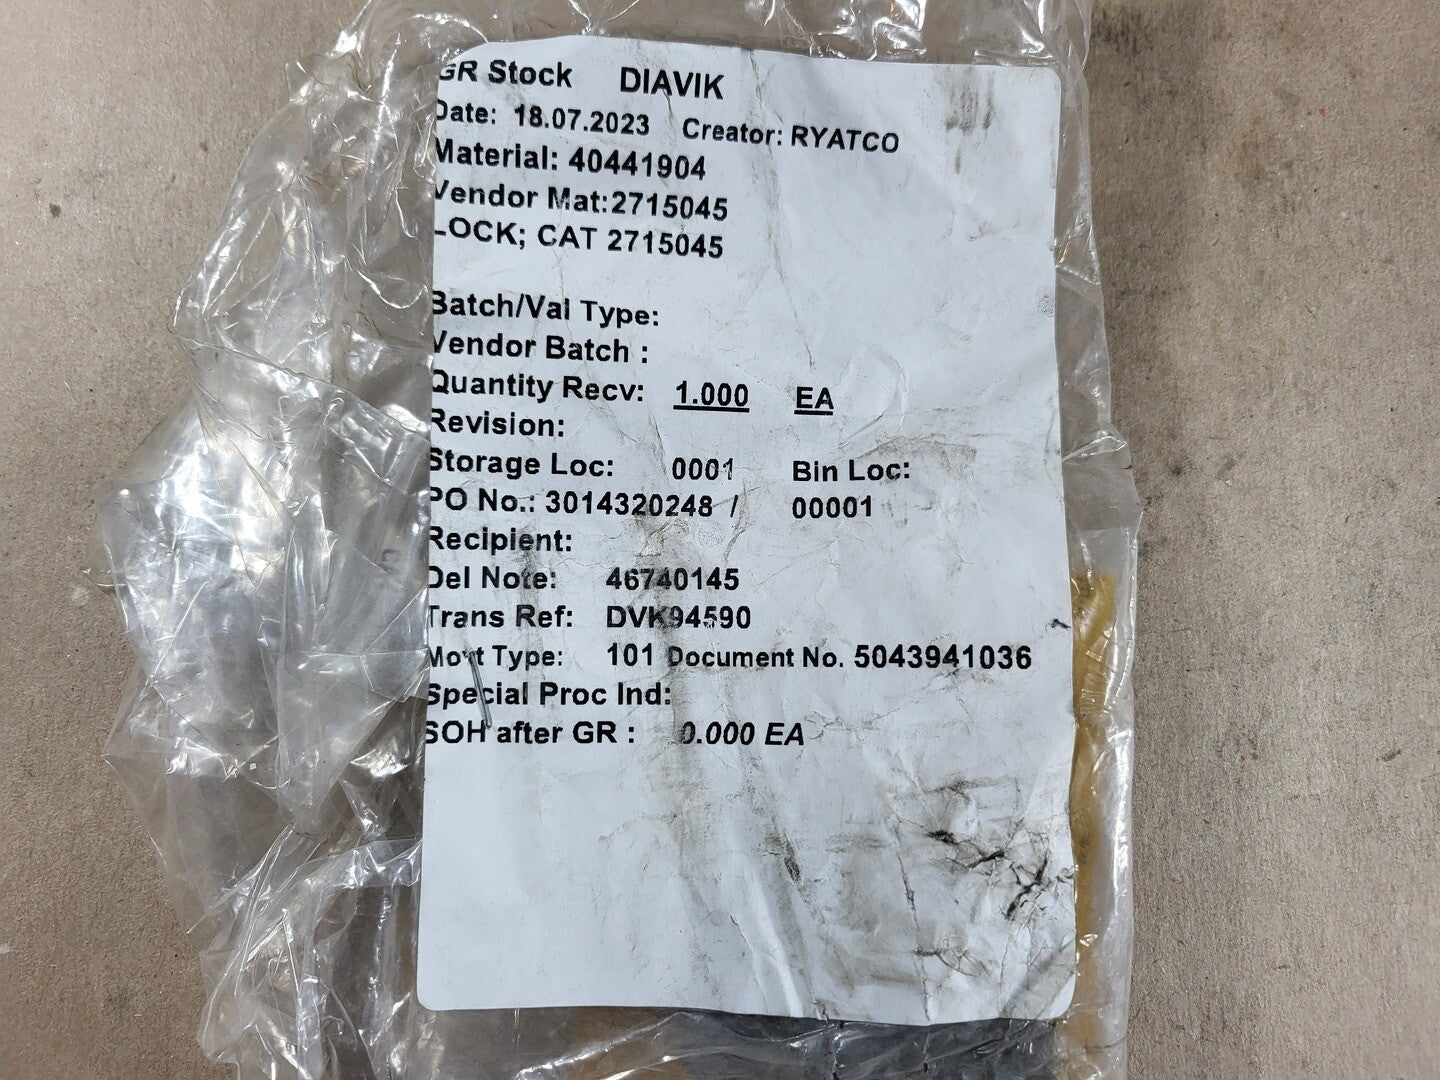 GR Stock DIAVIK
Date: 18.07.2023 Creator: RYATCO
Material: 40441904
Vendor Mat:2715045
LOCK; CAT 2715045
Batch/Val Type:
Vendor Batch :
Quantity Recv: 1.000 EA
Revision:
Storage Loc: 0001 Bin Loc:
PO No.: 3014320248 / 00001
Recipient:
Del Note: 46740145
Trans Ref: DVK94590
Movt Type: 101 Document No. 5043941036
Special Proc Ind:
SOH after GR : 0.000 EA